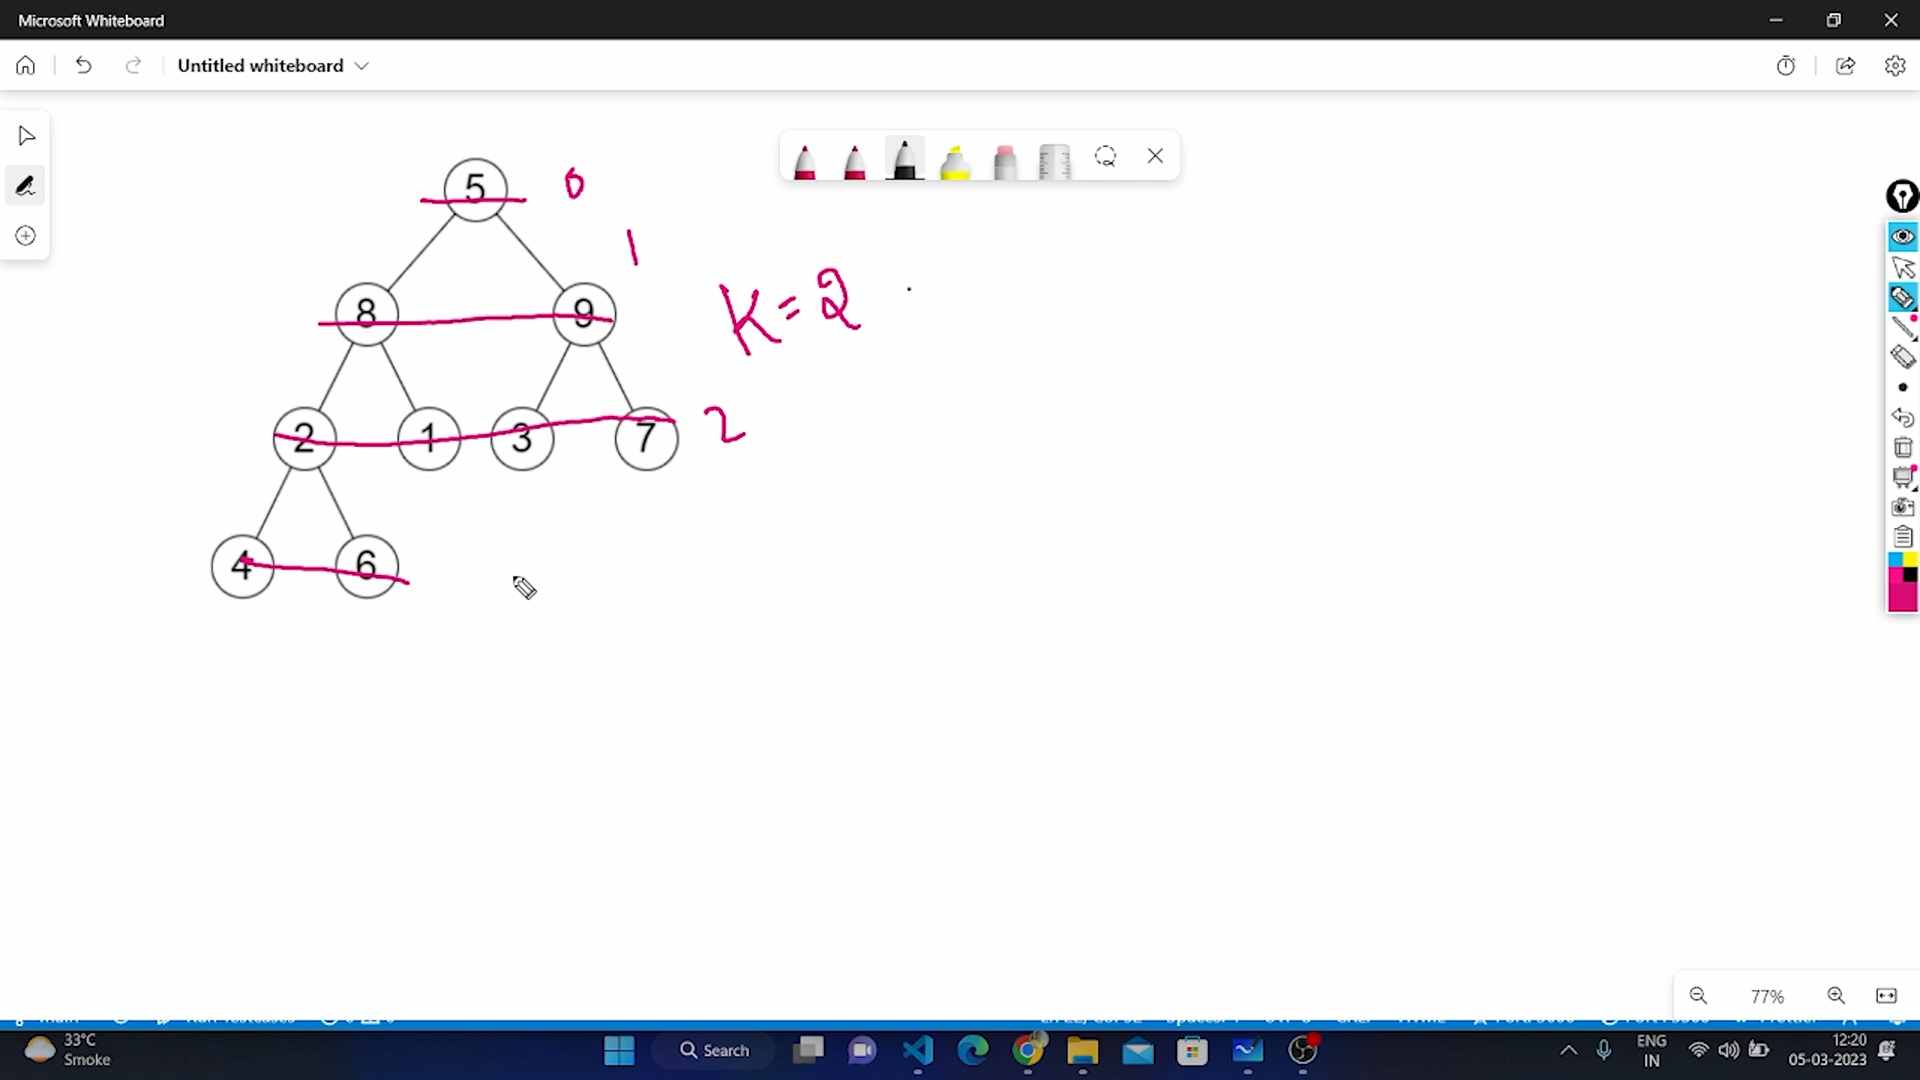 Microsoft Whiteboard
Untitled whiteboard
5 0
1
8 9
K=2
2 1 3 7 2
4 6
77%
33°C
Smoke
Search
ENG
IN
12:20
05-03-2023